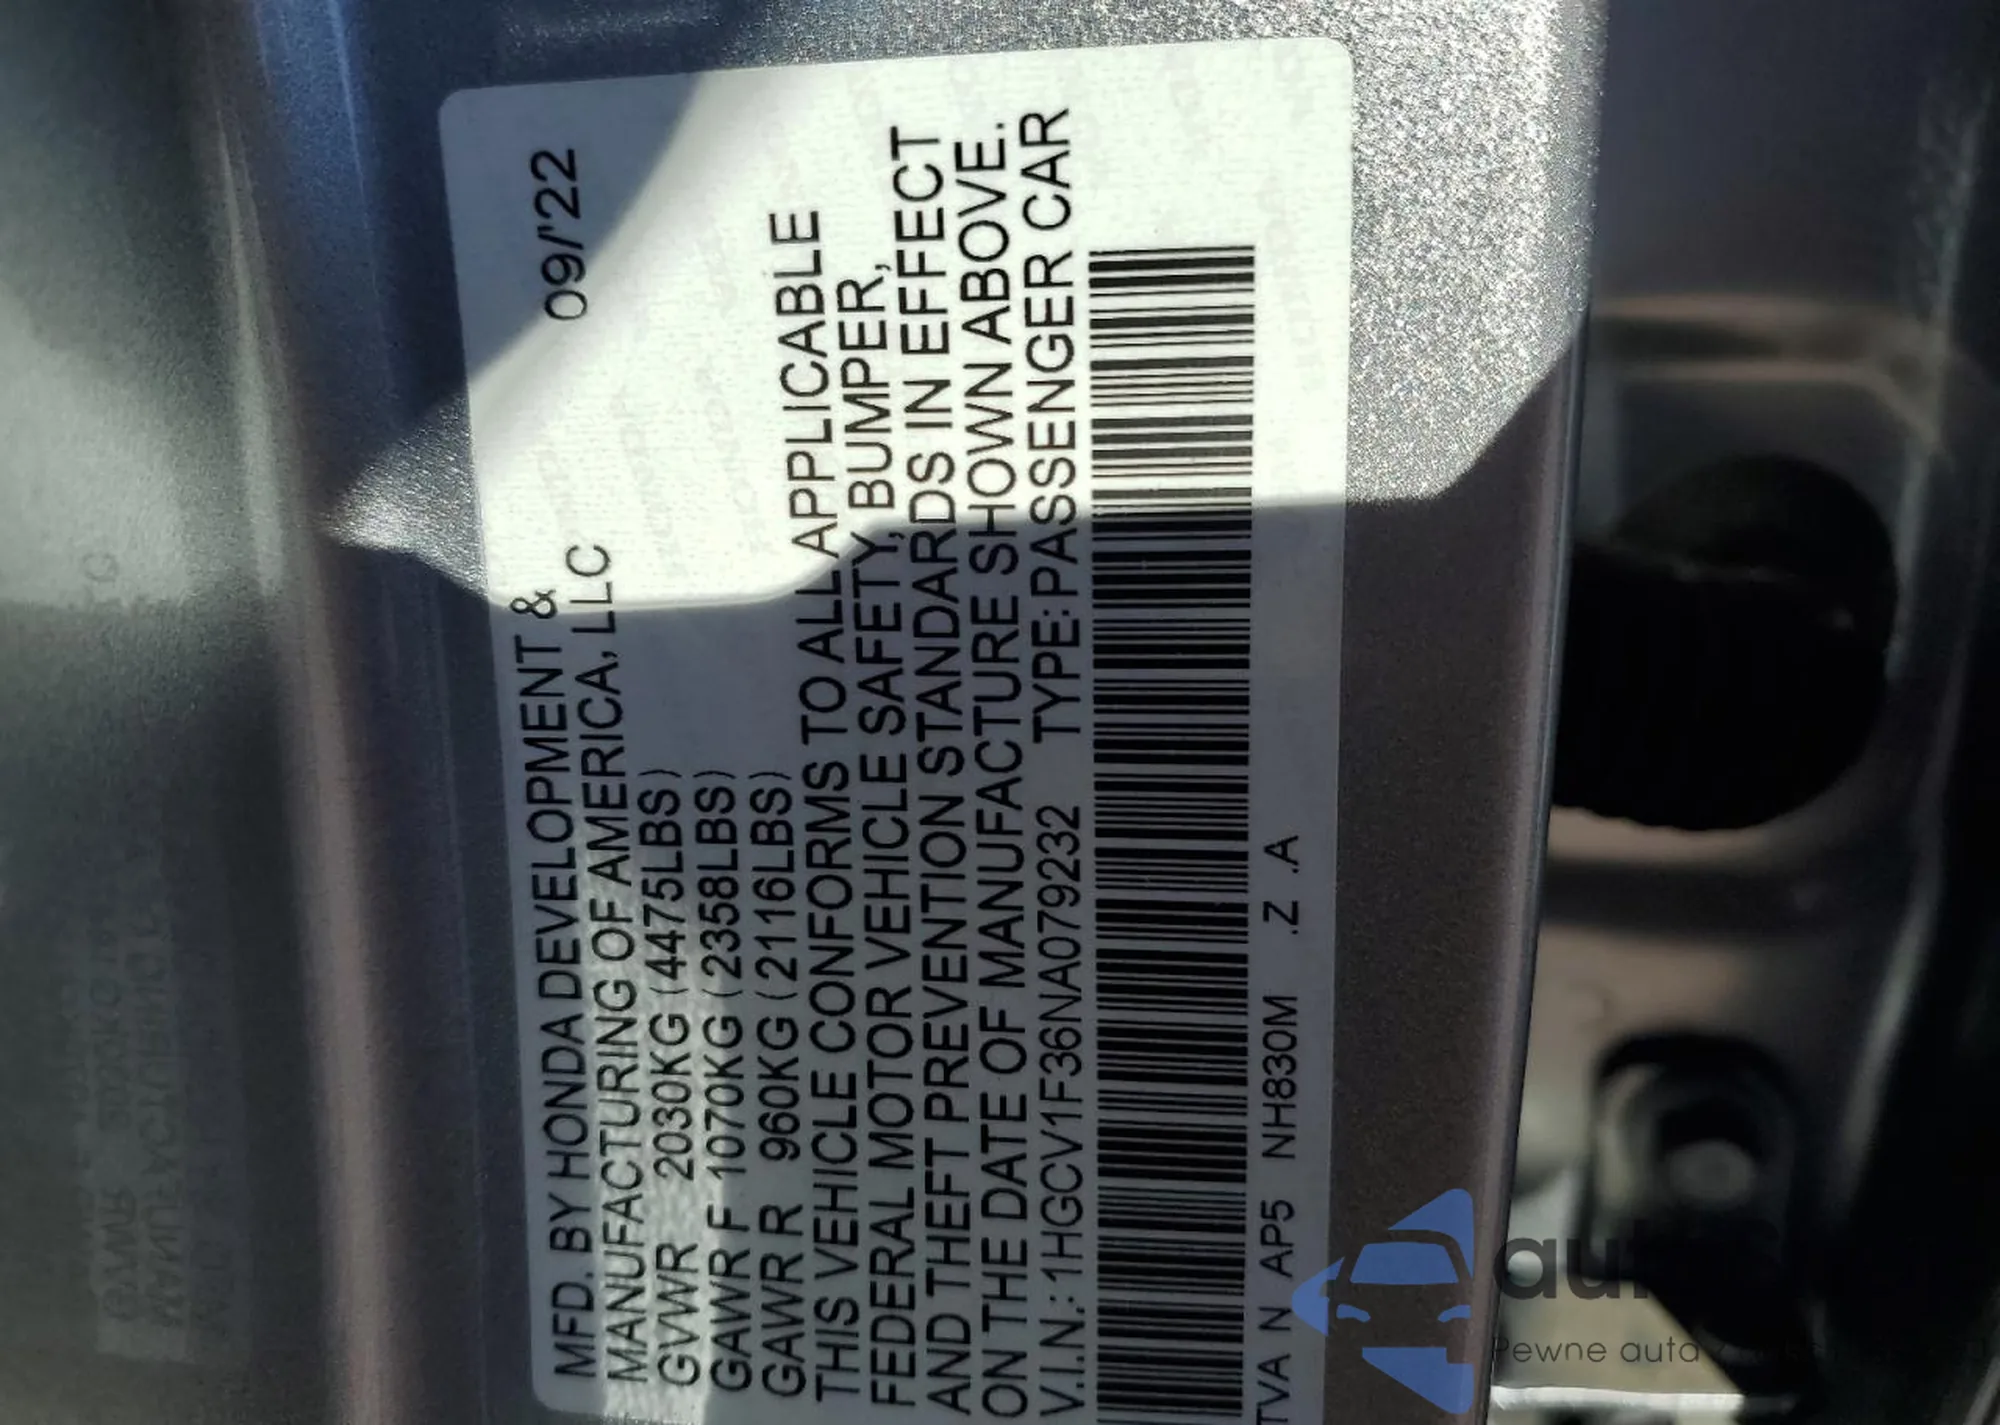 MFD. BY HONDA DEVELOPMENT & 09/'22
MANUFACTURING OF AMERICA, LLC
GVWR 2030KG (4475LBS)
GAWR F 1070KG (2358LBS)
GAWR R 960KG (2116LBS)
THIS VEHICLE CONFORMS TO ALL APPLICABLE
FEDERAL MOTOR VEHICLE SAFETY, BUMPER,
AND THEFT PREVENTION STANDARDS IN EFFECT
ON THE DATE OF MANUFACTURE SHOWN ABOVE.
V.I.N.: 1HGCV1F36NA079232 TYPE: PASSENGER CAR
TVA N AP5 NH830M .Z .A
Pewne auta z